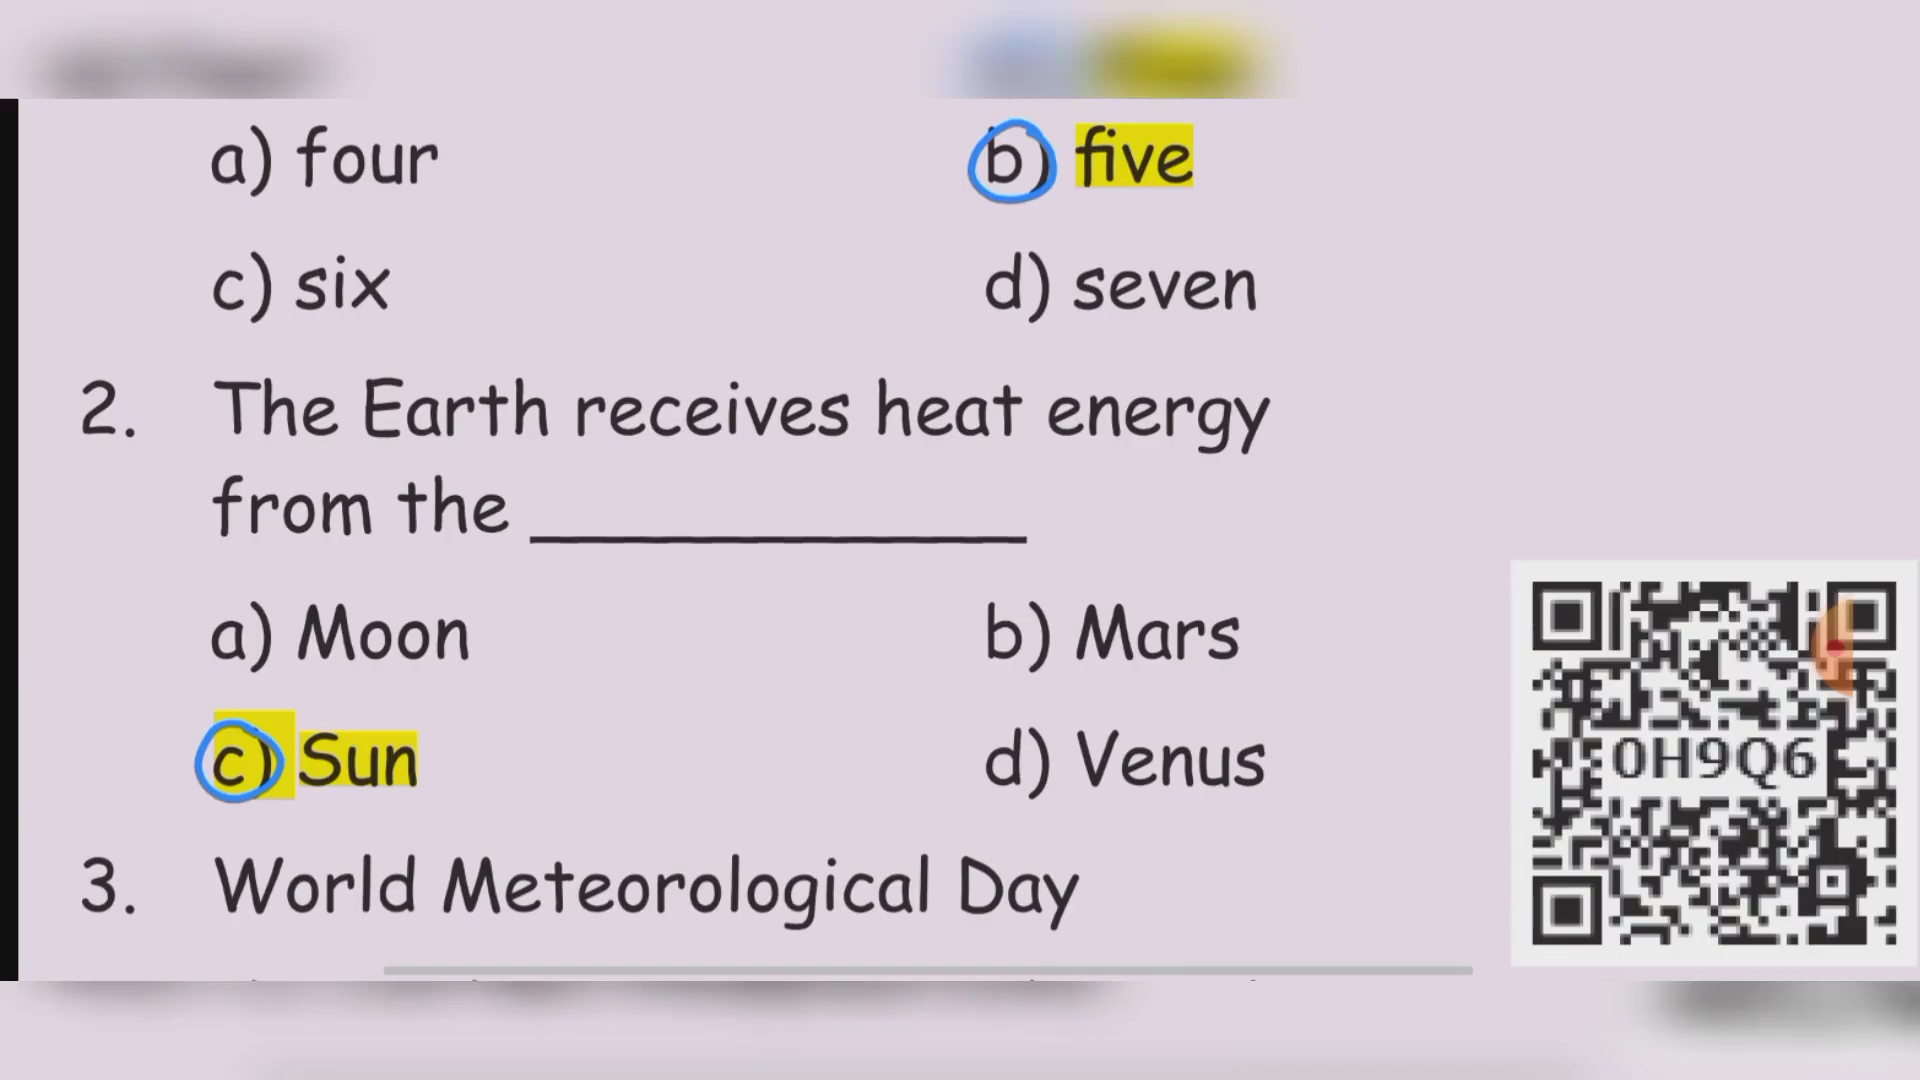 a) four b) five
c) six d) seven
2. The Earth receives heat energy
from the ______________
a) Moon b) Mars
c) Sun d) Venus
3. World Meteorological Day
0H9Q6